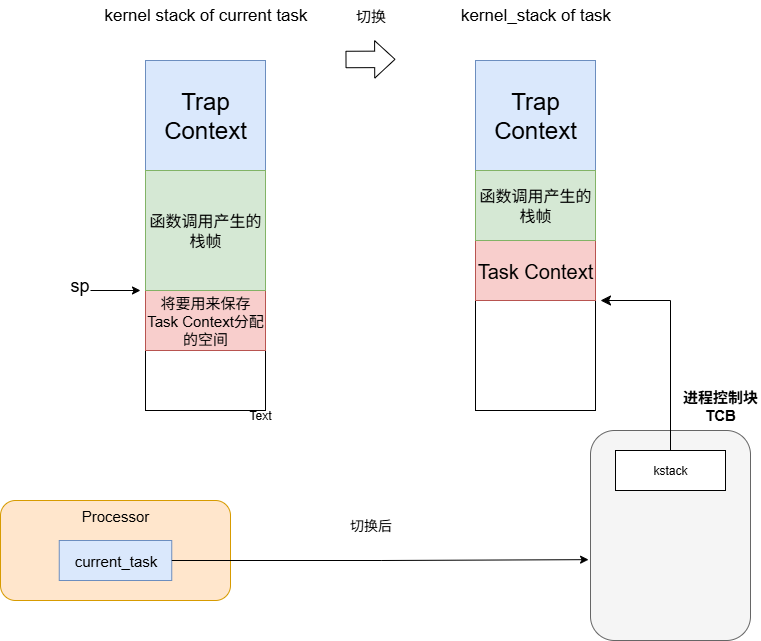 kernel stack of current task
切换
kernel_stack of task
Trap
Context
Trap
Context
函数调用产生的
栈帧
函数调用产生的
栈帧
sp
将要用来保存
Task Context分配
的空间
Task Context
Text
进程控制块
TCB
kstack
Processor
current_task
切换后